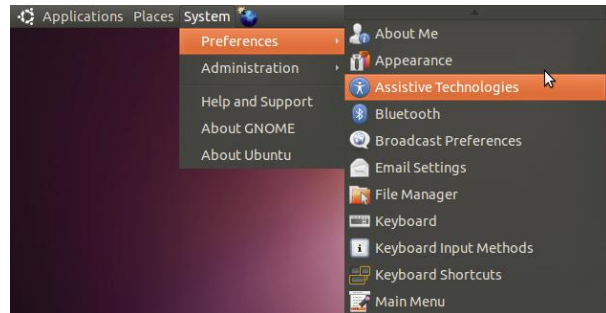 Applications Places System
Preferences
Administration
Help and Support
About GNOME
About Ubuntu
About Me
Appearance
Assistive Technologies
Bluetooth
Broadcast Preferences
Email Settings
File Manager
Keyboard
Keyboard Input Methods
Keyboard Shortcuts
Main Menu